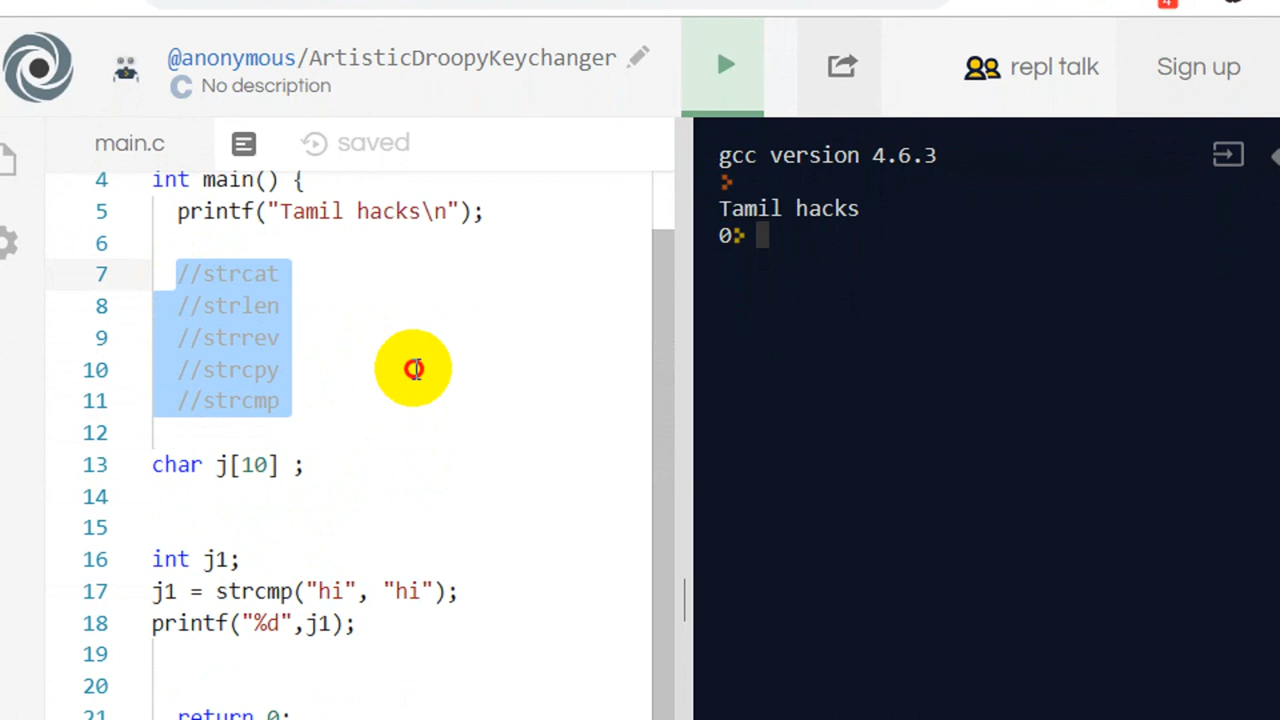 4
@anonymous/ArtisticDroopyKeychanger
No description
repl talk
Sign up
main.c
saved
4 int main() {
5 printf("Tamil hacks\n");
6
7 //strcat
8 //strlen
9 //strrev
10 //strcpy
11 //strcmp
12
13 char j[10] ;
14
15
16 int j1;
17 j1 = strcmp("hi", "hi");
18 printf("%d",j1);
19
20
21 return 0;
gcc version 4.6.3
Tamil hacks
0